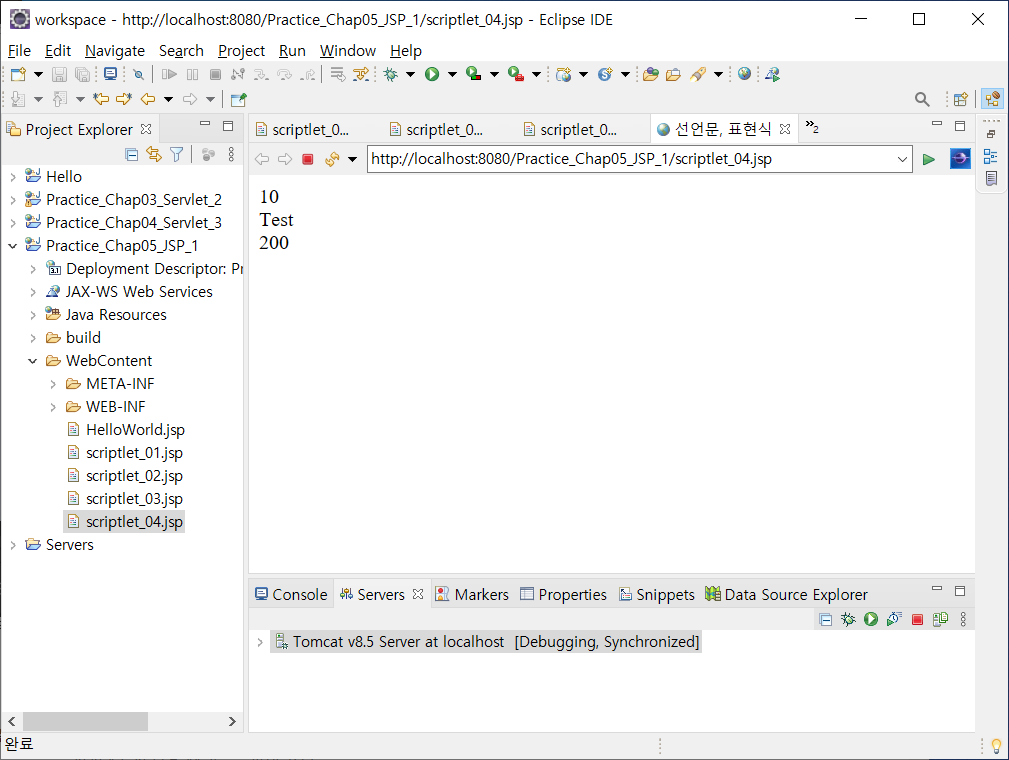 workspace - http://localhost:8080/Practice_Chap05_JSP_1/scriptlet_04.jsp - Eclipse IDE
File Edit Navigate Search Project Run Window Help
Project Explorer
Hello
Practice_Chap03_Servlet_2
Practice_Chap04_Servlet_3
Practice_Chap05_JSP_1
Deployment Descriptor: Pr
JAX-WS Web Services
Java Resources
build
WebContent
META-INF
WEB-INF
HelloWorld.jsp
scriptlet_01.jsp
scriptlet_02.jsp
scriptlet_03.jsp
scriptlet_04.jsp
Servers
scriptlet_0... scriptlet_0... scriptlet_0... 선언문, 표현식 »2
http://localhost:8080/Practice_Chap05_JSP_1/scriptlet_04.jsp
10
Test
200
Console Servers Markers Properties Snippets Data Source Explorer
Tomcat v8.5 Server at localhost [Debugging, Synchronized]
완료